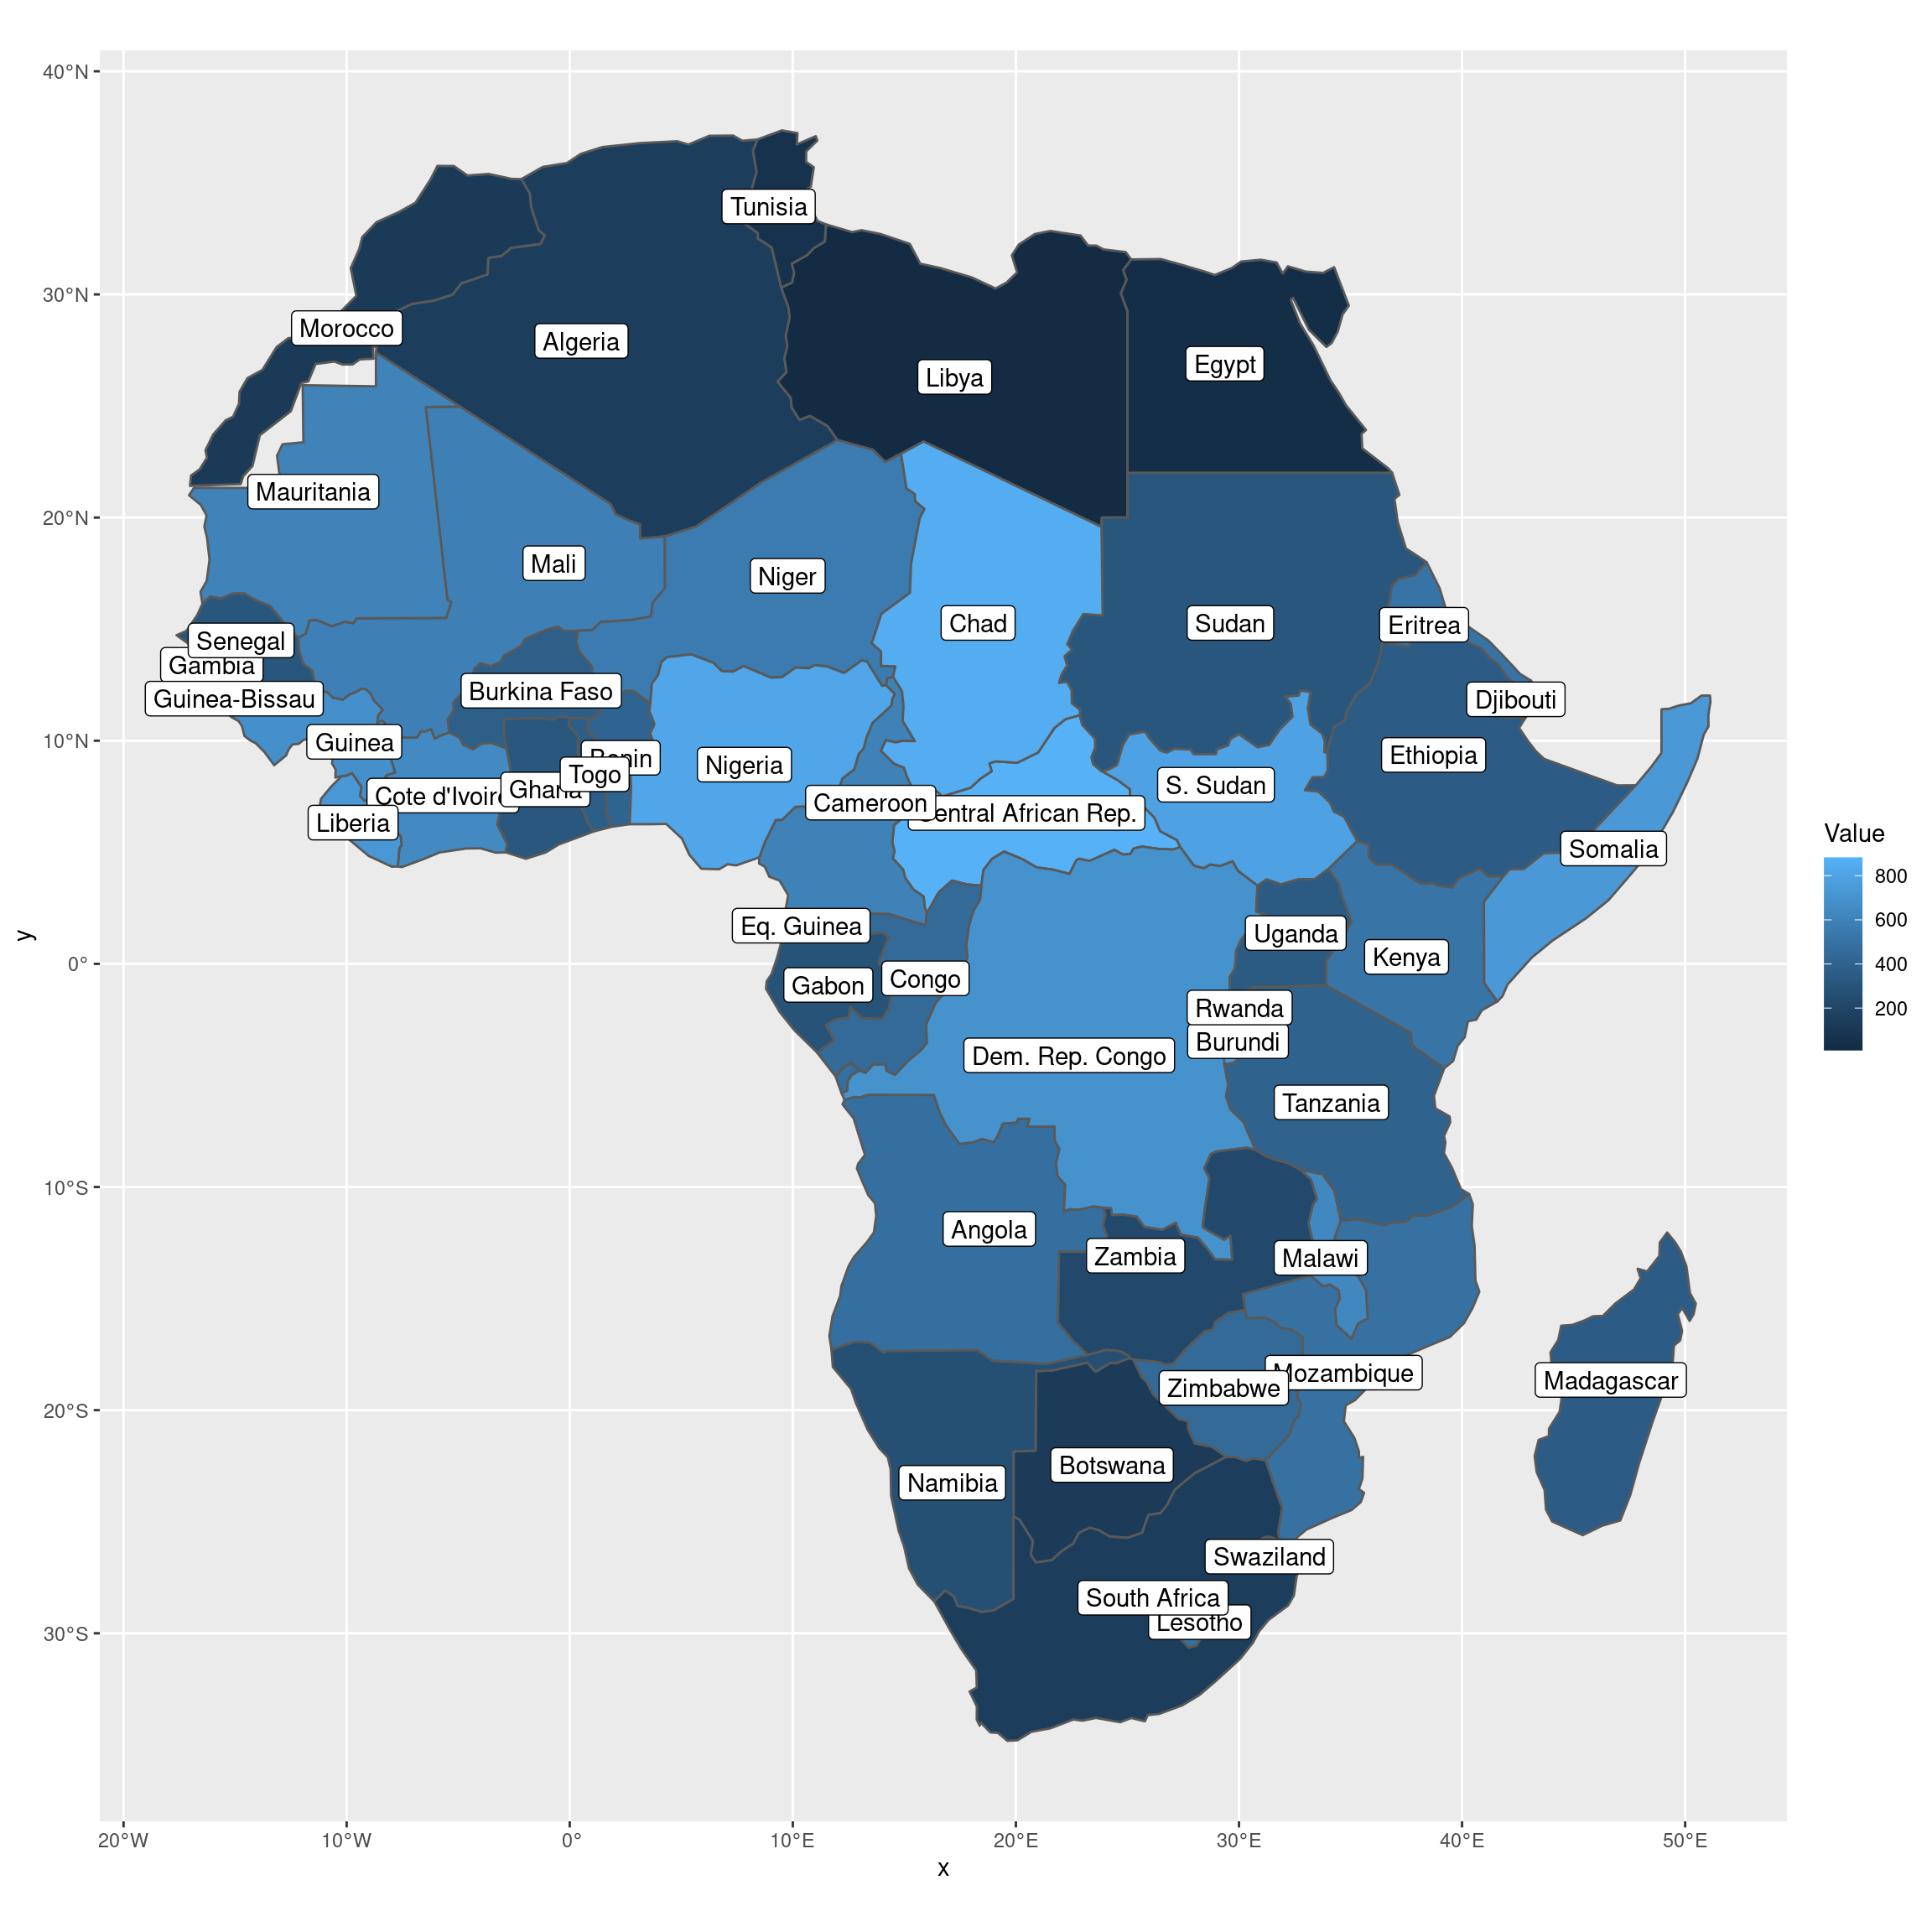 40°N
30°N
20°N
10°N
0°
10°S
20°S
30°S
y
Tunisia
Morocco
Algeria
Egypt
Libya
Mauritania
Mali
Niger
Chad
Sudan
Eritrea
Senegal
Gambia
Guinea-Bissau
Burkina Faso
Djibouti
Guinea
Benin
Nigeria
Ethiopia
Togo
Ghana
Cote d'Ivoire
S. Sudan
Cameroon
Central African Rep.
Liberia
Somalia
Eq. Guinea
Uganda
Kenya
Congo
Gabon
Rwanda
Burundi
Dem. Rep. Congo
Tanzania
Angola
Zambia
Malawi
Mozambique
Zimbabwe
Madagascar
Botswana
Namibia
Swaziland
South Africa
Lesotho
Value
800
600
400
200
20°W
10°W
0°
10°E
20°E
30°E
40°E
50°E
x